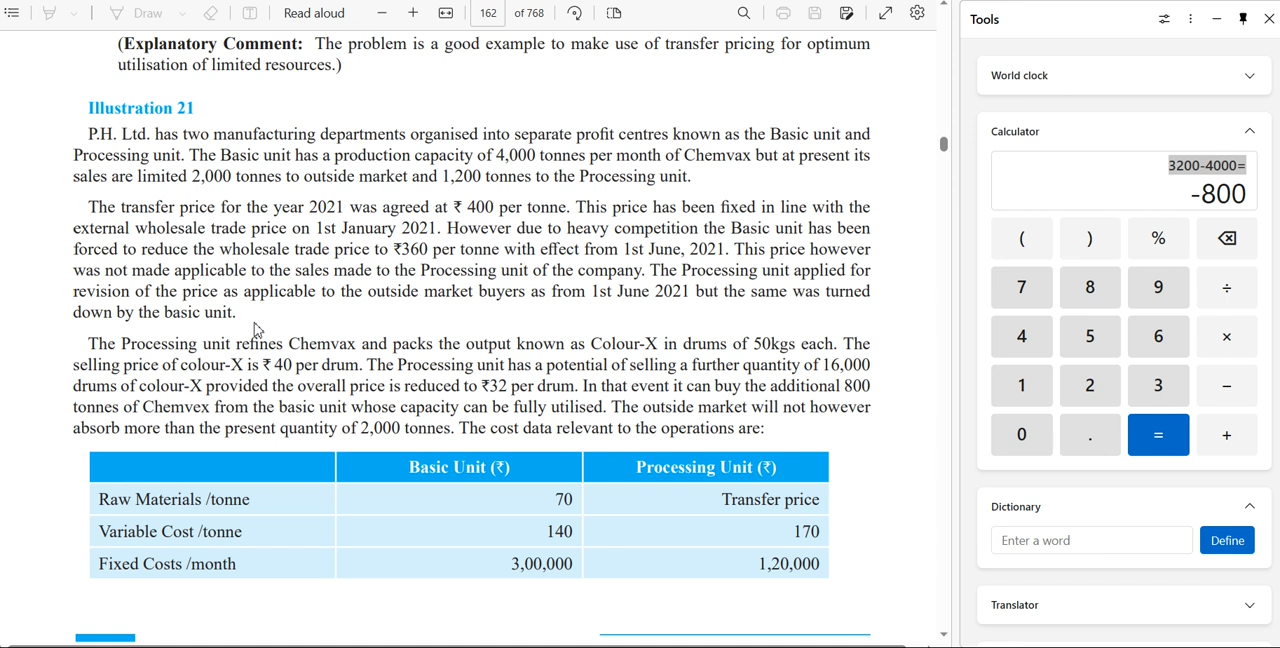 Draw
Read aloud
162
of 768
Tools
(Explanatory Comment: The problem is a good example to make use of transfer pricing for optimum
utilisation of limited resources.)
Illustration 21
P.H. Ltd. has two manufacturing departments organised into separate profit centres known as the Basic unit and
Processing unit. The Basic unit has a production capacity of 4,000 tonnes per month of Chemvax but at present its
sales are limited 2,000 tonnes to outside market and 1,200 tonnes to the Processing unit.
The transfer price for the year 2021 was agreed at ₹ 400 per tonne. This price has been fixed in line with the
external wholesale trade price on 1st January 2021. However due to heavy competition the Basic unit has been
forced to reduce the wholesale trade price to ₹360 per tonne with effect from 1st June, 2021. This price however
was not made applicable to the sales made to the Processing unit of the company. The Processing unit applied for
revision of the price as applicable to the outside market buyers as from 1st June 2021 but the same was turned
down by the basic unit.
The Processing unit refines Chemvax and packs the output known as Colour-X in drums of 50kgs each. The
selling price of colour-X is ₹ 40 per drum. The Processing unit has a potential of selling a further quantity of 16,000
drums of colour-X provided the overall price is reduced to ₹32 per drum. In that event it can buy the additional 800
tonnes of Chemvex from the basic unit whose capacity can be fully utilised. The outside market will not however
absorb more than the present quantity of 2,000 tonnes. The cost data relevant to the operations are:
Basic Unit (₹) Processing Unit (₹)
Raw Materials /tonne 70 Transfer price
Variable Cost /tonne 140 170
Fixed Costs /month 3,00,000 1,20,000
World clock
Calculator
3200-4000=
-800
( ) %
7 8 9 ÷
4 5 6 ×
1 2 3 −
0 . = +
Dictionary
Enter a word
Define
Translator